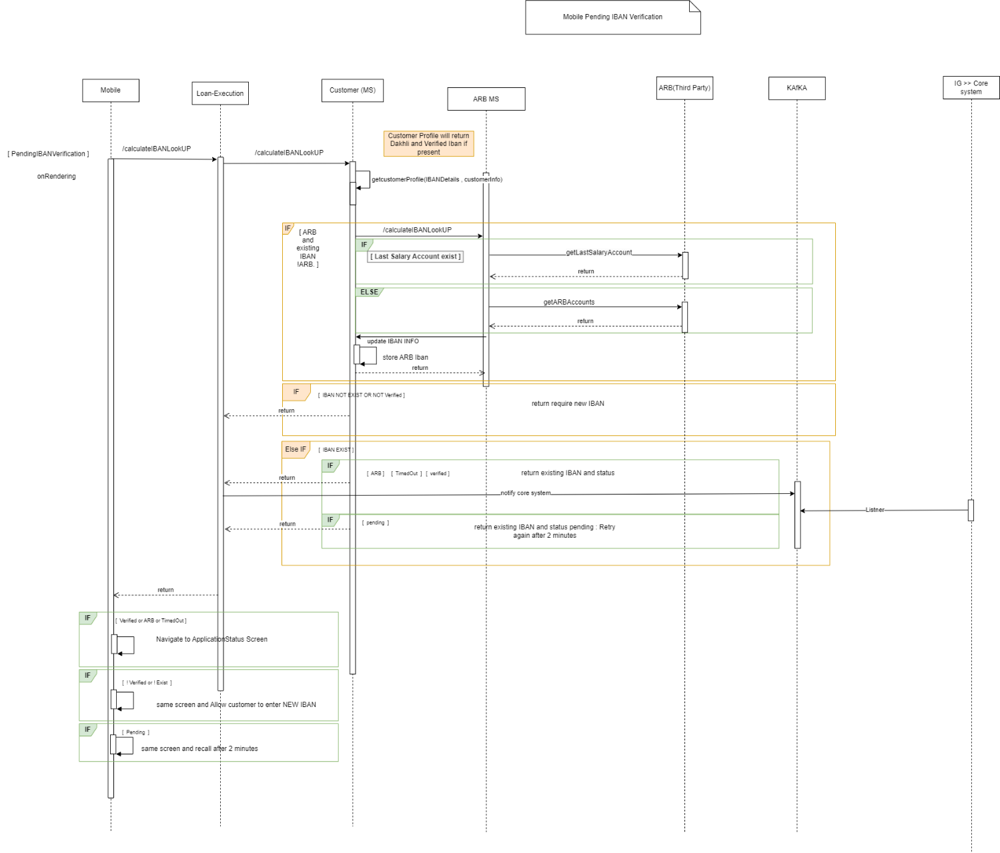 Mobile Pending IBAN Verification
Mobile
Loan-Execution
Customer (MS)
ARB MS
ARB(Third Party)
KAfKA
IG >> Core
system
[ PendingIBANVerification ]
onRendering
/calculateIBANLookUP
/calculateIBANLookUP
Customer Profile will return
Dakhli and Verified Iban if
present
getcustomerProfile(IBANDetails , customerInfo)
IF
[ ARB
and
existing
IBAN
!ARB. ]
/calculateIBANLookUP
IF
[ Last Salary Account exist ]
getLastSalaryAccount
return
ELSE
getARBAccounts
return
update IBAN INFO
store ARB Iban
return
IF
[ IBAN NOT EXIST OR NOT Verified ]
return require new IBAN
return
Else IF
[ IBAN EXIST ]
IF
[ ARB ] [ TimedOut ] [ verified ]
return existing IBAN and status
return
notify core system
Listner
IF
[ pending ]
return existing IBAN and status pending : Retry
again after 2 minutes
return
return
IF
[ Verified or ARB or TimedOut ]
Navigate to ApplicationStatus Screen
IF
[ ! Verified or ! Exist ]
same screen and Allow customer to enter NEW IBAN
IF
[ Pending ]
same screen and recall after 2 minutes